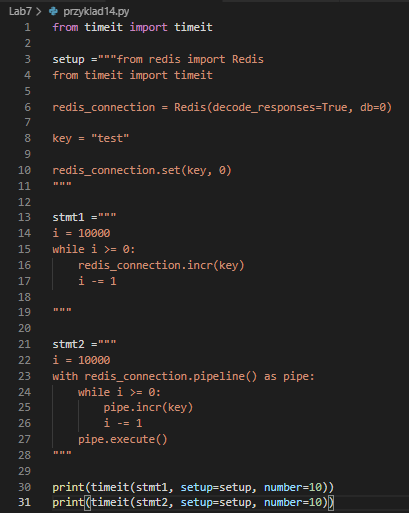 Lab7 > przyklad14.py
1 from timeit import timeit
2
3 setup ="""from redis import Redis
4 from timeit import timeit
5
6 redis_connection = Redis(decode_responses=True, db=0)
7
8 key = "test"
9
10 redis_connection.set(key, 0)
11 """
12
13 stmt1 ="""
14 i = 10000
15 while i >= 0:
16     redis_connection.incr(key)
17     i -= 1
18
19 """
20
21 stmt2 ="""
22 i = 10000
23 with redis_connection.pipeline() as pipe:
24     while i >= 0:
25         pipe.incr(key)
26         i -= 1
27     pipe.execute()
28 """
29
30 print(timeit(stmt1, setup=setup, number=10))
31 print(timeit(stmt2, setup=setup, number=10))